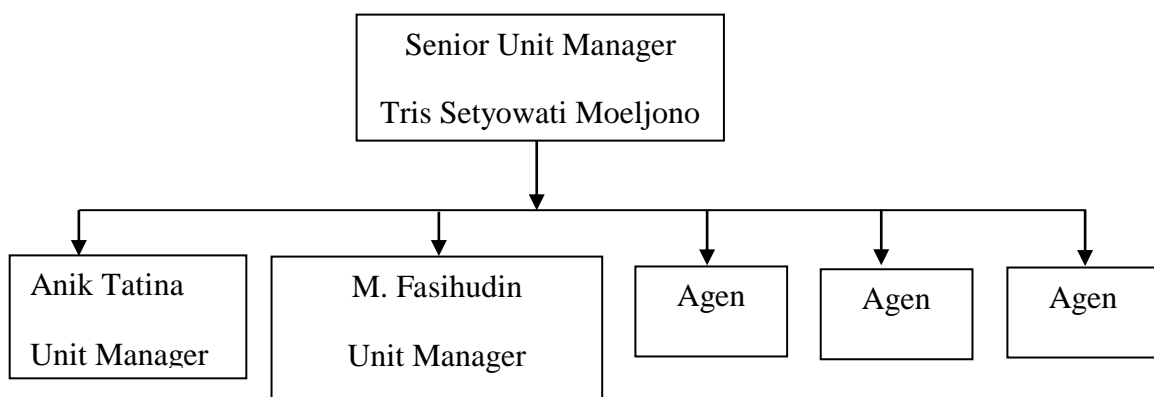 Senior Unit Manager
Tris Setyowati Moeljono
Anik Tatina
Unit Manager
M. Fasihudin
Unit Manager
Agen
Agen
Agen